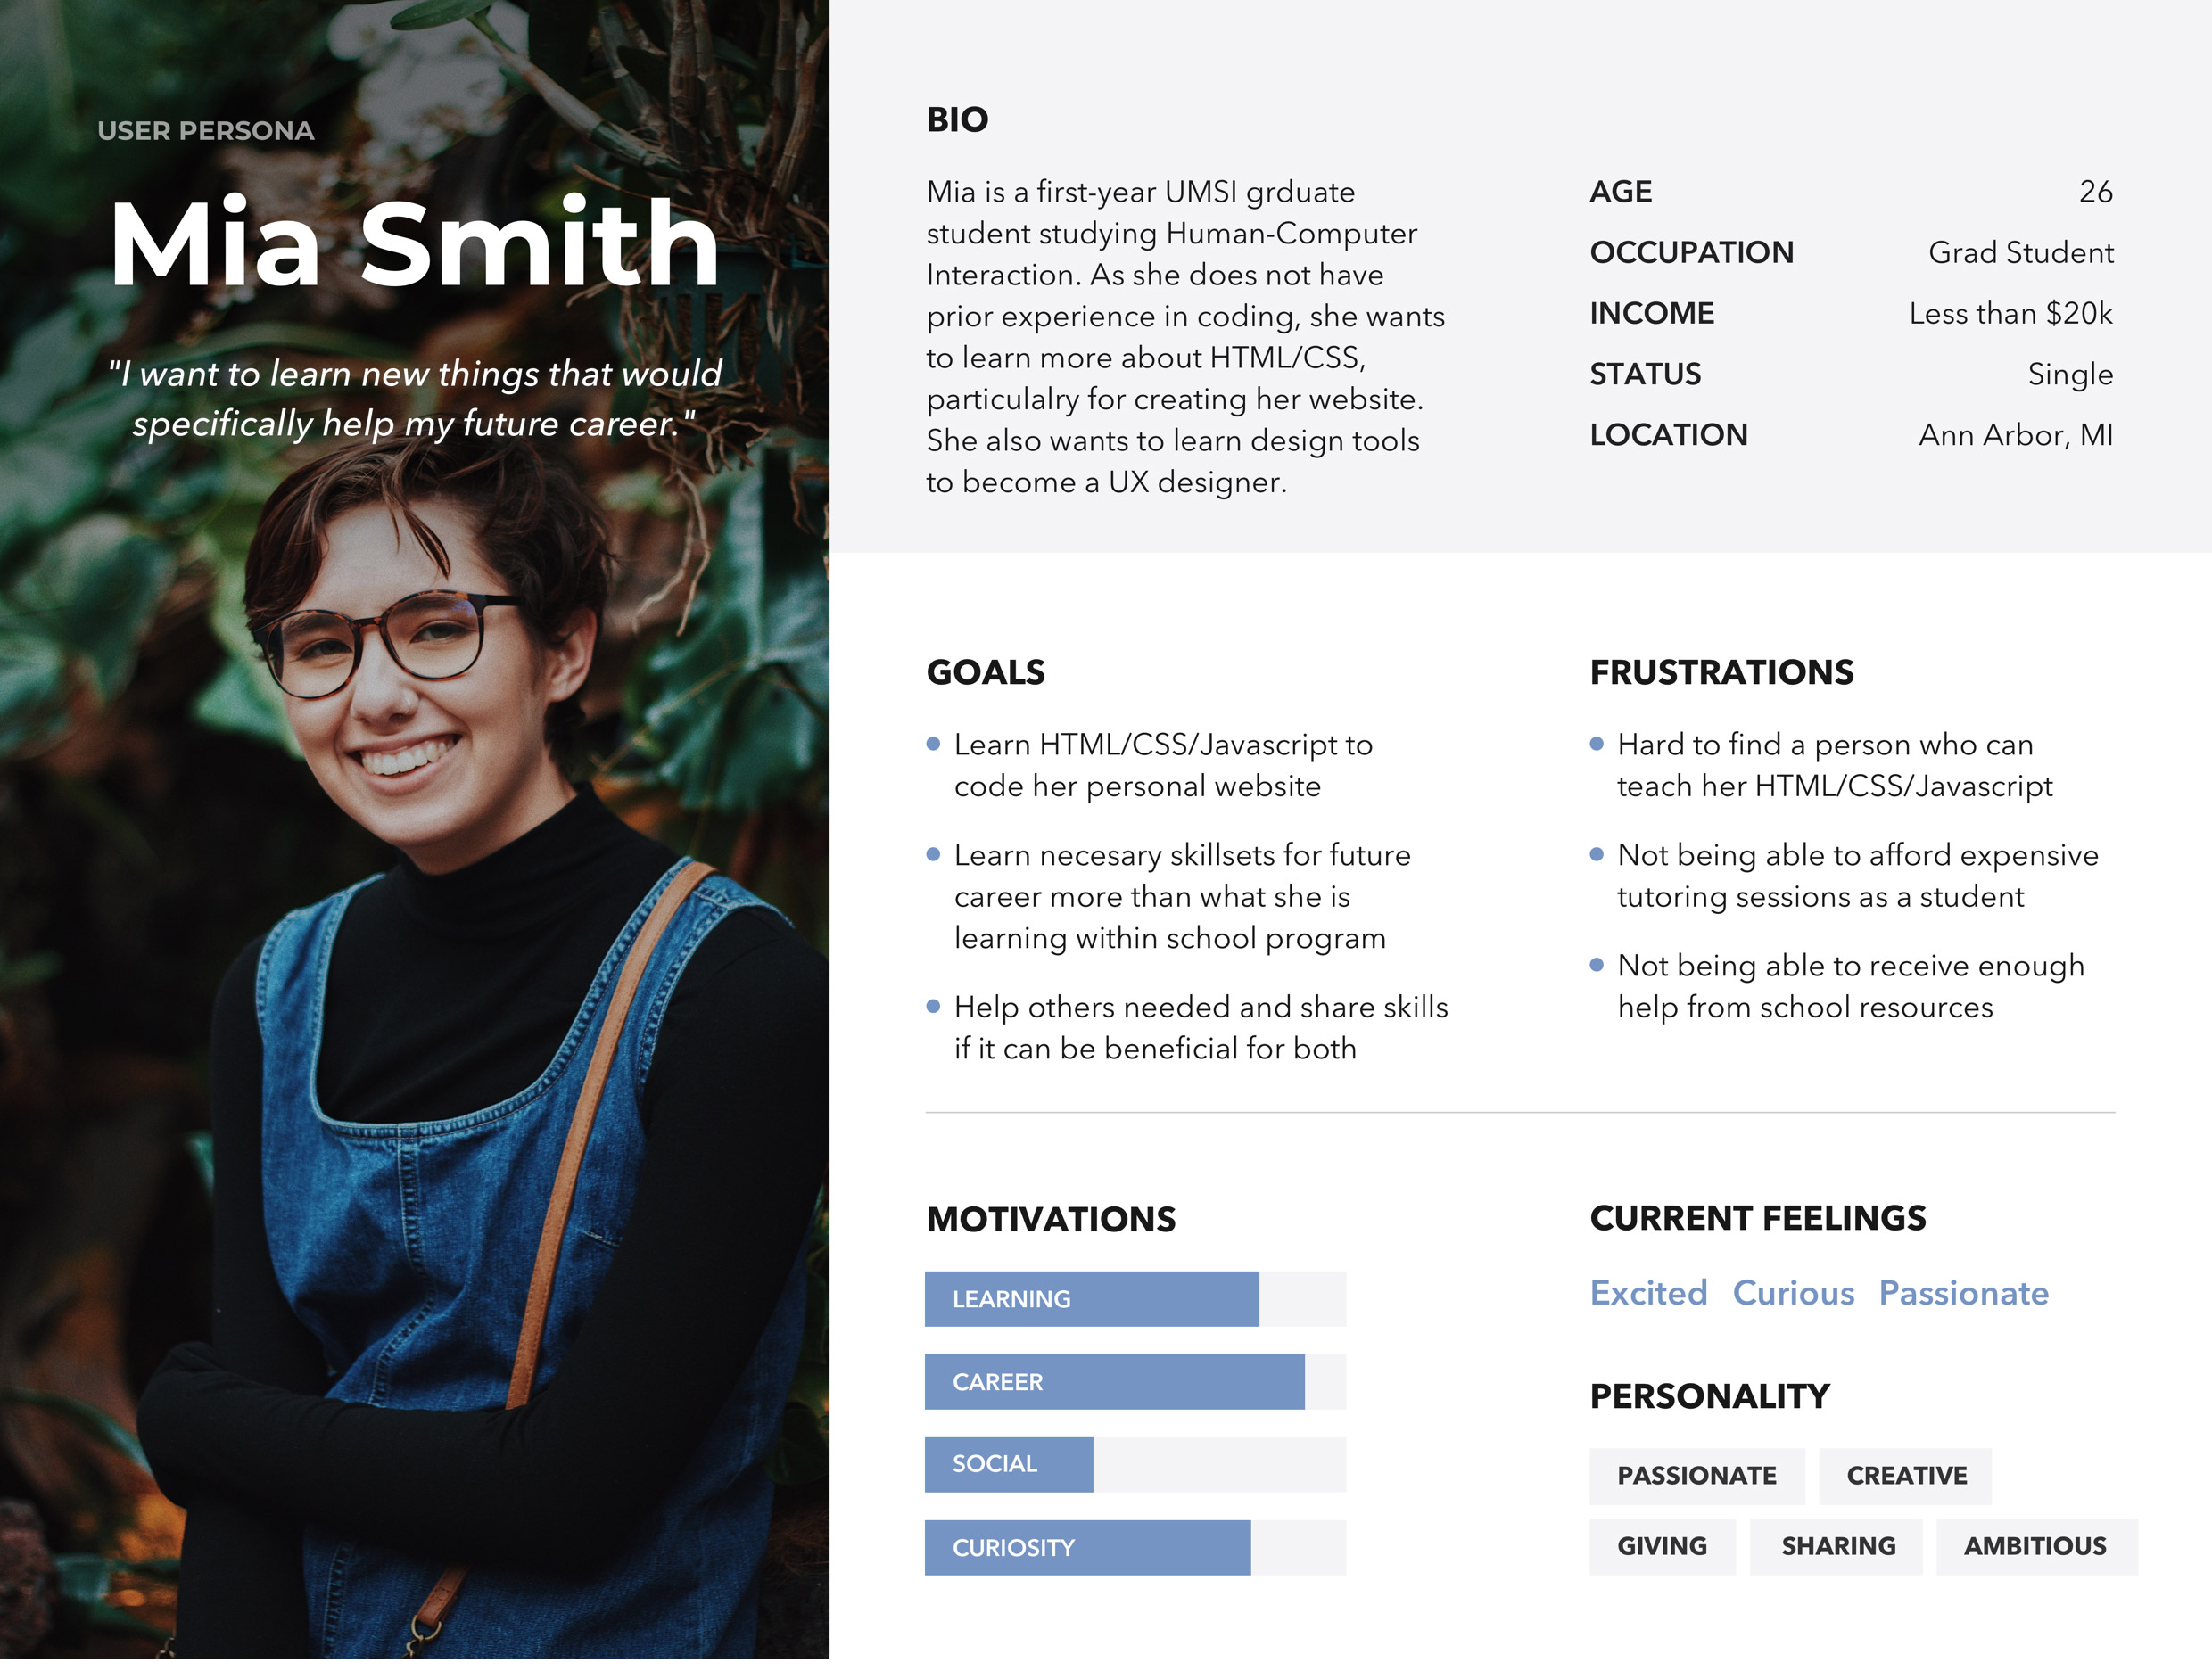 USER PERSONA
Mia Smith
"I want to learn new things that would
specifically help my future career."
BIO
Mia is a first-year UMSI grduate
student studying Human-Computer
Interaction. As she does not have
prior experience in coding, she wants
to learn more about HTML/CSS,
particulalry for creating her website.
She also wants to learn design tools
to become a UX designer.
AGE 26
OCCUPATION Grad Student
INCOME Less than $20k
STATUS Single
LOCATION Ann Arbor, MI
GOALS
Learn HTML/CSS/Javascript to
code her personal website
Learn necesary skillsets for future
career more than what she is
learning within school program
Help others needed and share skills
if it can be beneficial for both
FRUSTRATIONS
Hard to find a person who can
teach her HTML/CSS/Javascript
Not being able to afford expensive
tutoring sessions as a student
Not being able to receive enough
help from school resources
MOTIVATIONS
LEARNING
CAREER
SOCIAL
CURIOSITY
CURRENT FEELINGS
Excited Curious Passionate
PERSONALITY
PASSIONATE CREATIVE
GIVING SHARING AMBITIOUS